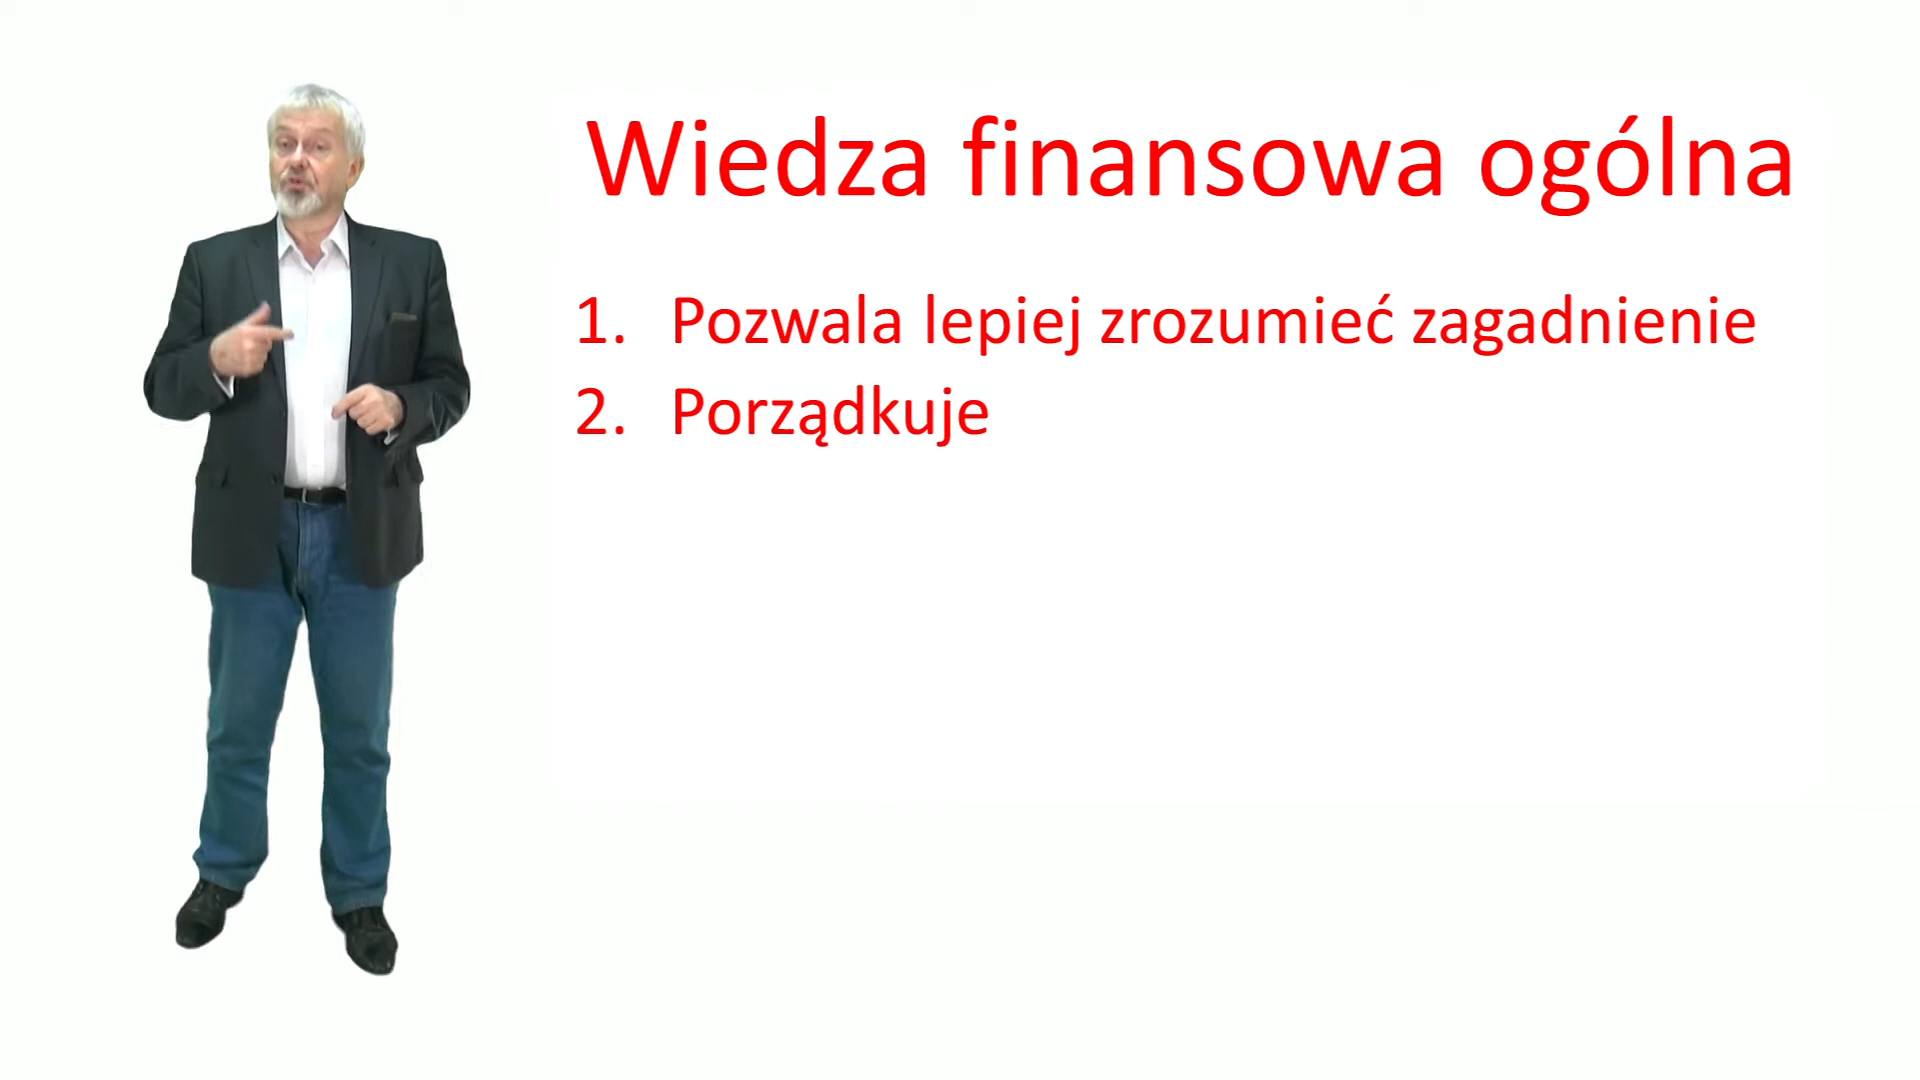 Wiedza finansowa ogólna
1. Pozwala lepiej zrozumieć zagadnienie
2. Porządkuje